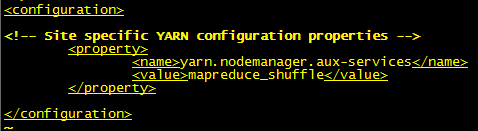 <configuration>
<!-- Site specific YARN configuration properties -->
<property>
<name>yarn.nodemanager.aux-services</name>
<value>mapreduce_shuffle</value>
</property>
</configuration>
~